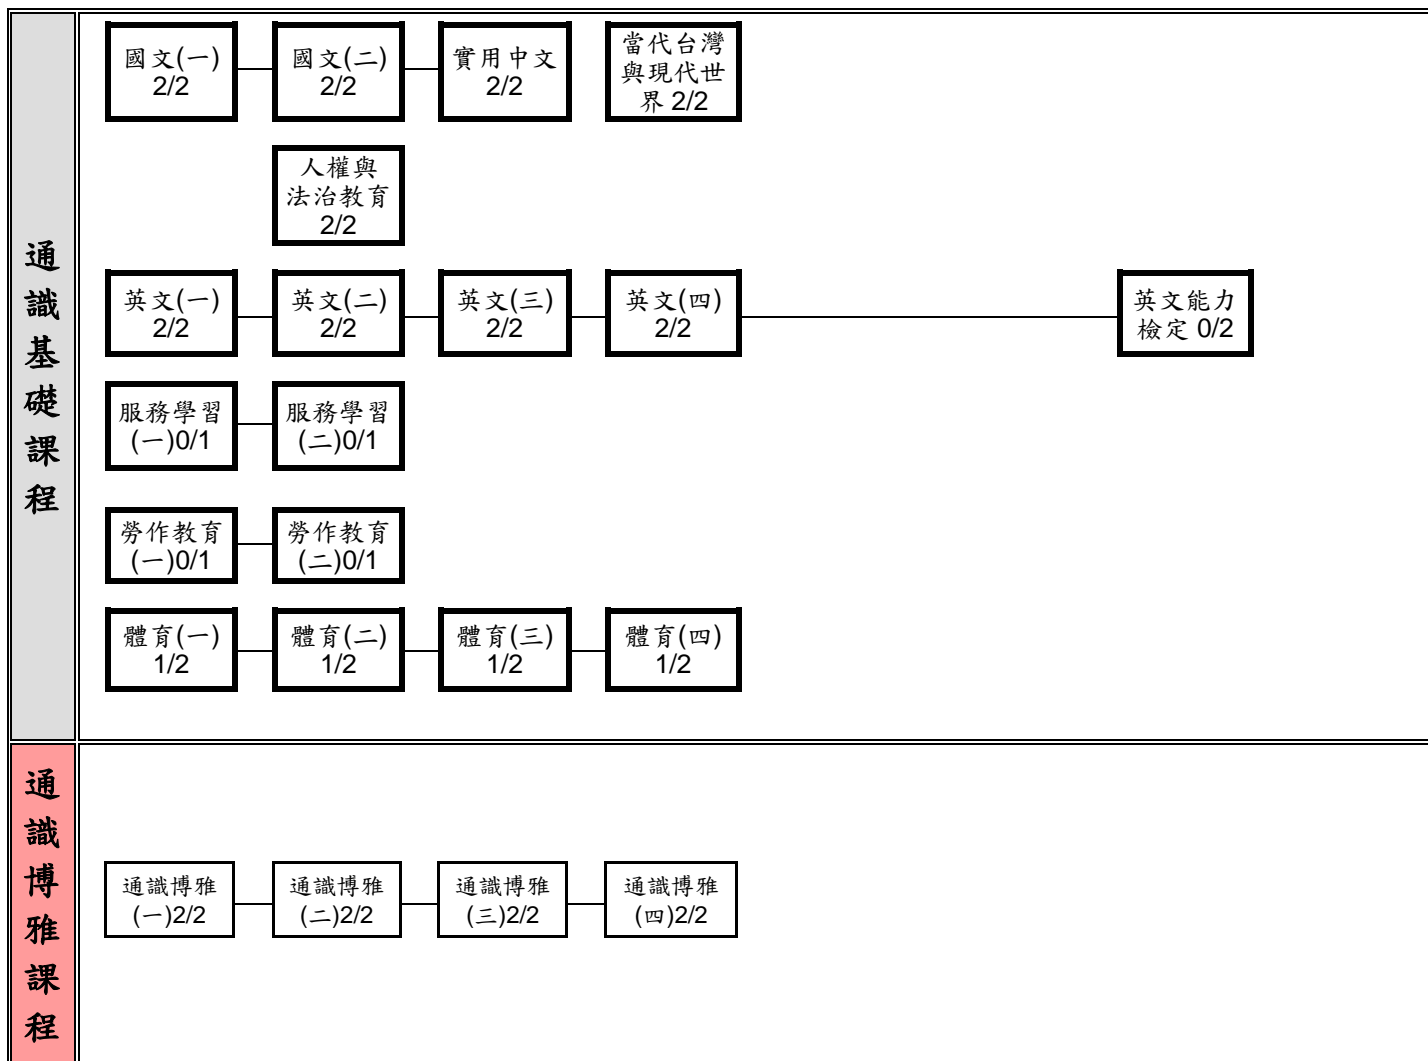 通識基礎課程
國文(一)
2/2
國文(二)
2/2
實用中文
2/2
當代台灣
與現代世
界 2/2
人權與
法治教育
2/2
英文(一)
2/2
英文(二)
2/2
英文(三)
2/2
英文(四)
2/2
英文能力
檢定 0/2
服務學習
(一)0/1
服務學習
(二)0/1
勞作教育
(一)0/1
勞作教育
(二)0/1
體育(一)
1/2
體育(二)
1/2
體育(三)
1/2
體育(四)
1/2
通識博雅課程
通識博雅
(一)2/2
通識博雅
(二)2/2
通識博雅
(三)2/2
通識博雅
(四)2/2